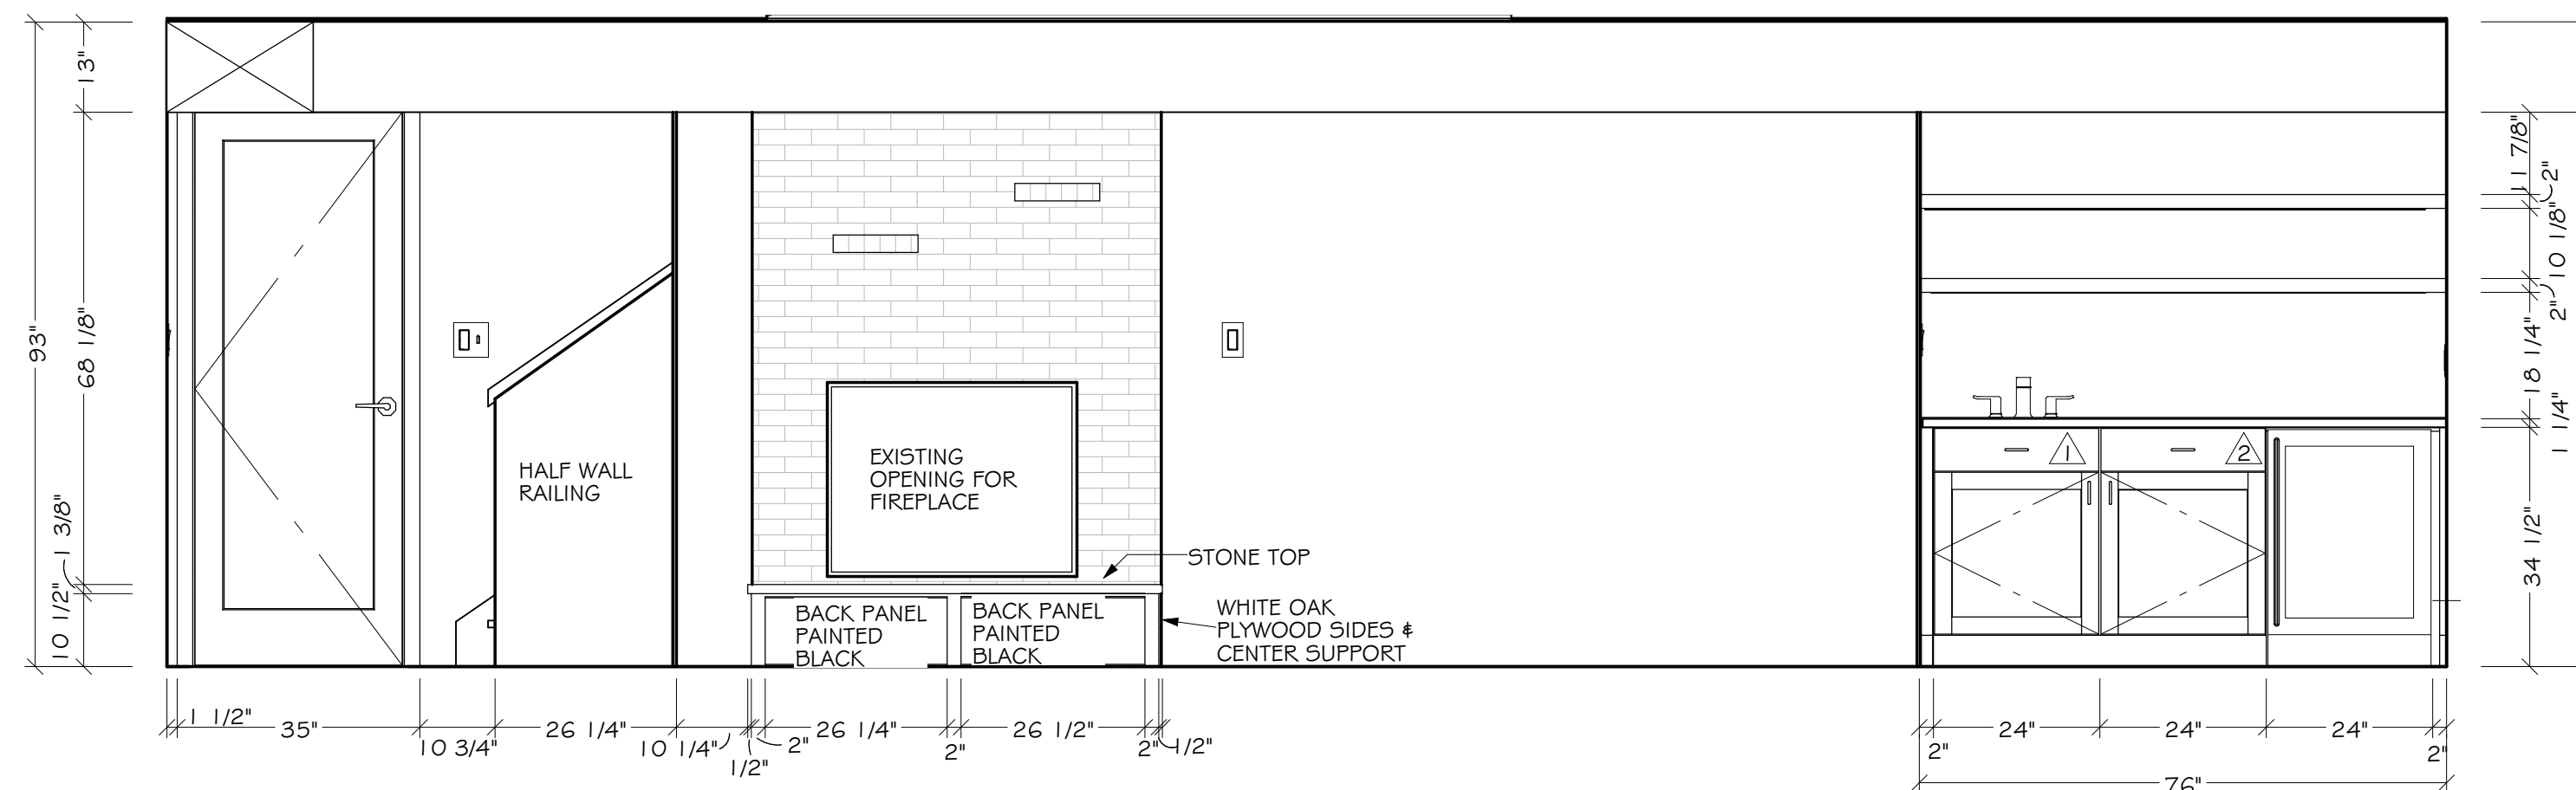 13"
93"
68 1/8"
1 3/8"
10 1/2"
HALF WALL
RAILING
EXISTING
OPENING FOR
FIREPLACE
STONE TOP
BACK PANEL
PAINTED
BLACK
BACK PANEL
PAINTED
BLACK
WHITE OAK
PLYWOOD SIDES &
CENTER SUPPORT
1
2
11 7/8"
2"
10 1/8"
2"
18 1/4"
1 1/4"
34 1/2"
1 1/2"
35"
10 3/4"
26 1/4"
10 1/4"
1/2"
2"
26 1/4"
2"
26 1/2"
2"
1/2"
2"
24"
24"
24"
2"
76"